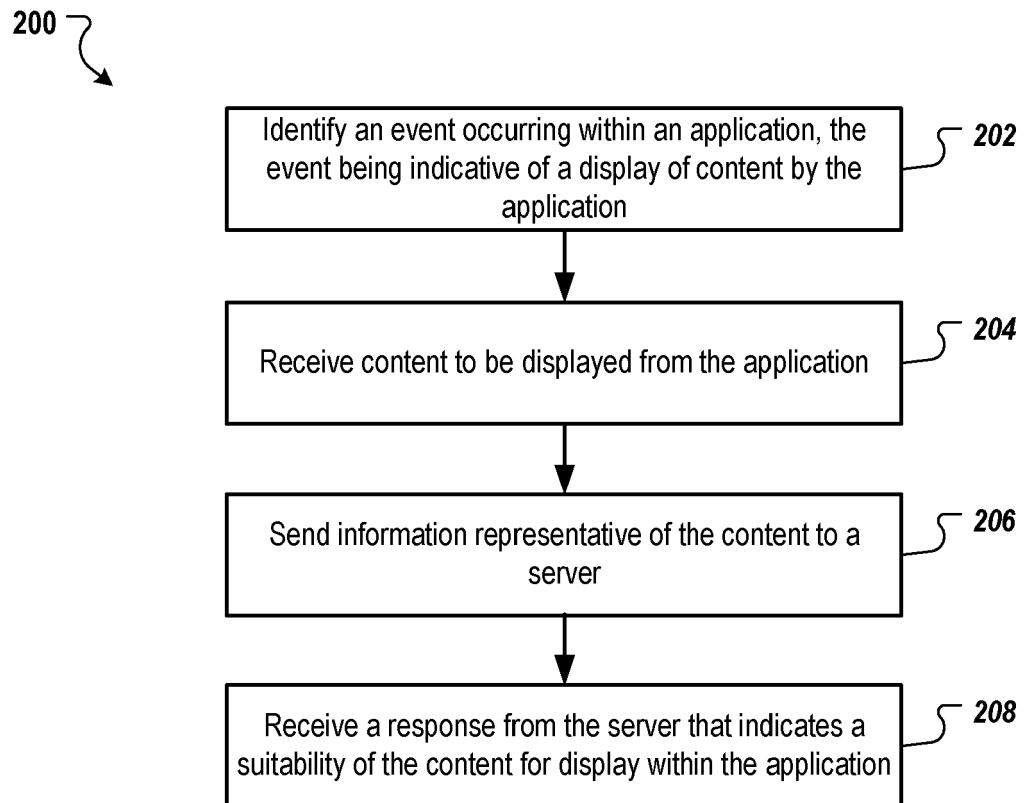 200
Identify an event occurring within an application, the
event being indicative of a display of content by the
application
202
Receive content to be displayed from the application
204
Send information representative of the content to a
server
206
Receive a response from the server that indicates a
suitability of the content for display within the application
208